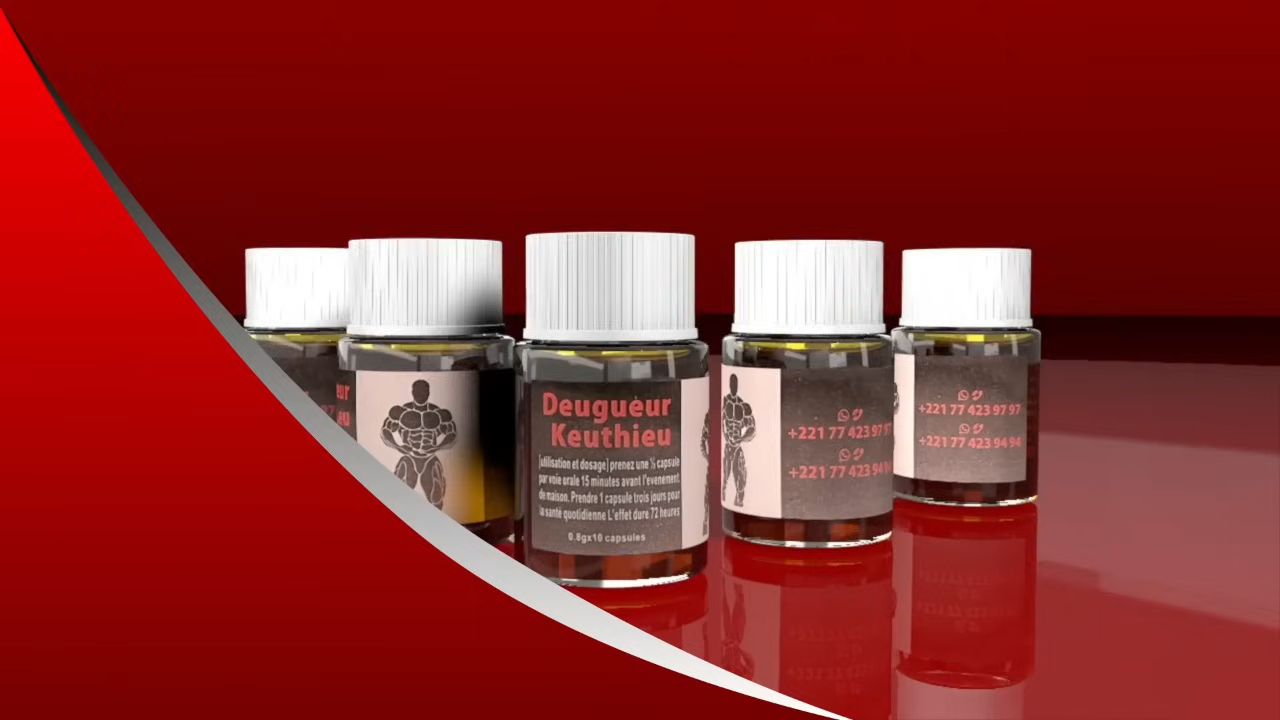 eur
Deugueur
Keuthieu
[utilisation et dosage] prenez une ½ capsule
par voie orale 15 minutes avant l'evenement
de maison. Prendre 1 capsule trois jours pour
la santé quotidienne L'effet dure 72 heures
0.8gx10 capsules
+221 77 423 97 97
+221 77 423 94 94
+221 77 423 97 97
+221 77 423 94 94